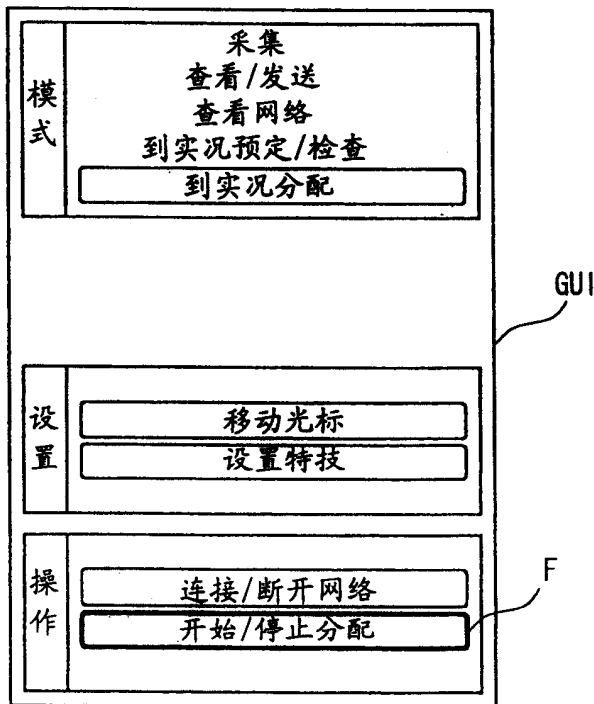 模式
采集
查看/发送
查看网络
到实况预定/检查
到实况分配
GUI
设置
移动光标
设置特技
操作
连接/断开网络
开始/停止分配
F